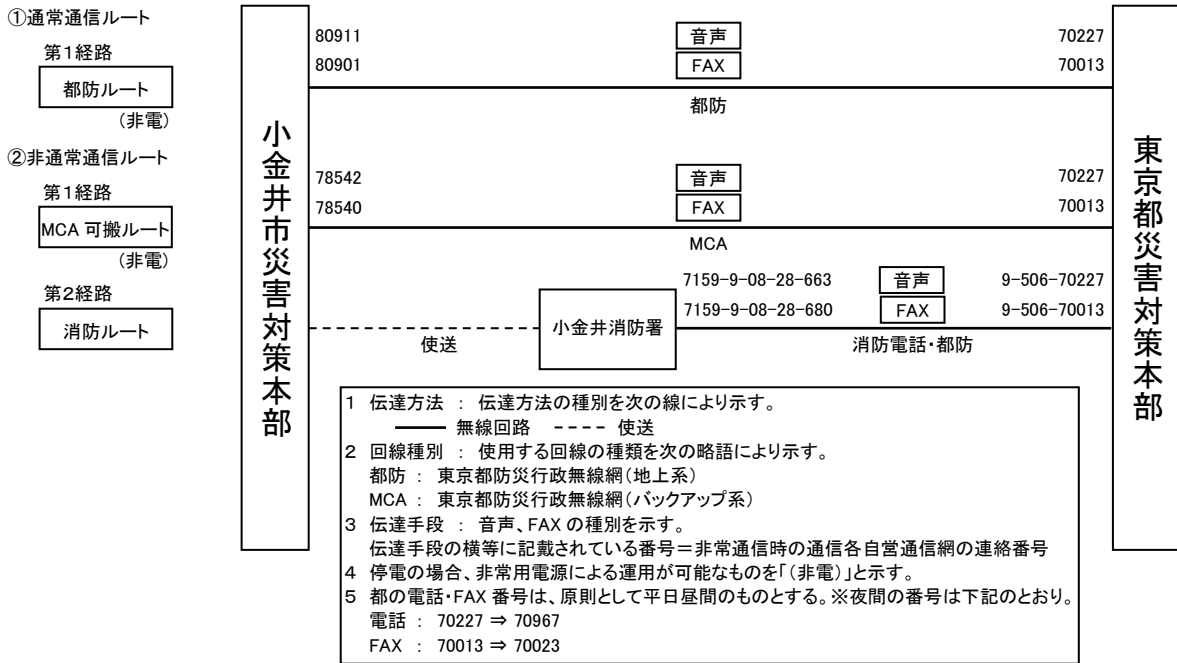 ①通常通信ルート
第1経路
都防ルート
(非電)
②非通常通信ルート
第1経路
MCA 可搬ルート
(非電)
第2経路
消防ルート
小金井市災害対策本部
80911 音声 70227
80901 FAX 70013
都防
78542 音声 70227
78540 FAX 70013
MCA
7159-9-08-28-663 音声 9-506-70227
7159-9-08-28-680 FAX 9-506-70013
小金井消防署
使送
消防電話・都防
東京都災害対策本部
1 伝達方法 : 伝達方法の種別を次の線により示す。
無線回路 ---- 使送
2 回線種別 : 使用する回線の種類を次の略語により示す。
都防 : 東京都防災行政無線網(地上系)
MCA : 東京都防災行政無線網(バックアップ系)
3 伝達手段 : 音声、FAX の種別を示す。
伝達手段の横等に記載されている番号=非常通信時の通信各自営通信網の連絡番号
4 停電の場合、非常用電源による運用が可能なものを「(非電)」と示す。
5 都の電話・FAX 番号は、原則として平日昼間のものとする。※夜間の番号は下記のとおり。
電話 : 70227 ⇒ 70967
FAX : 70013 ⇒ 70023